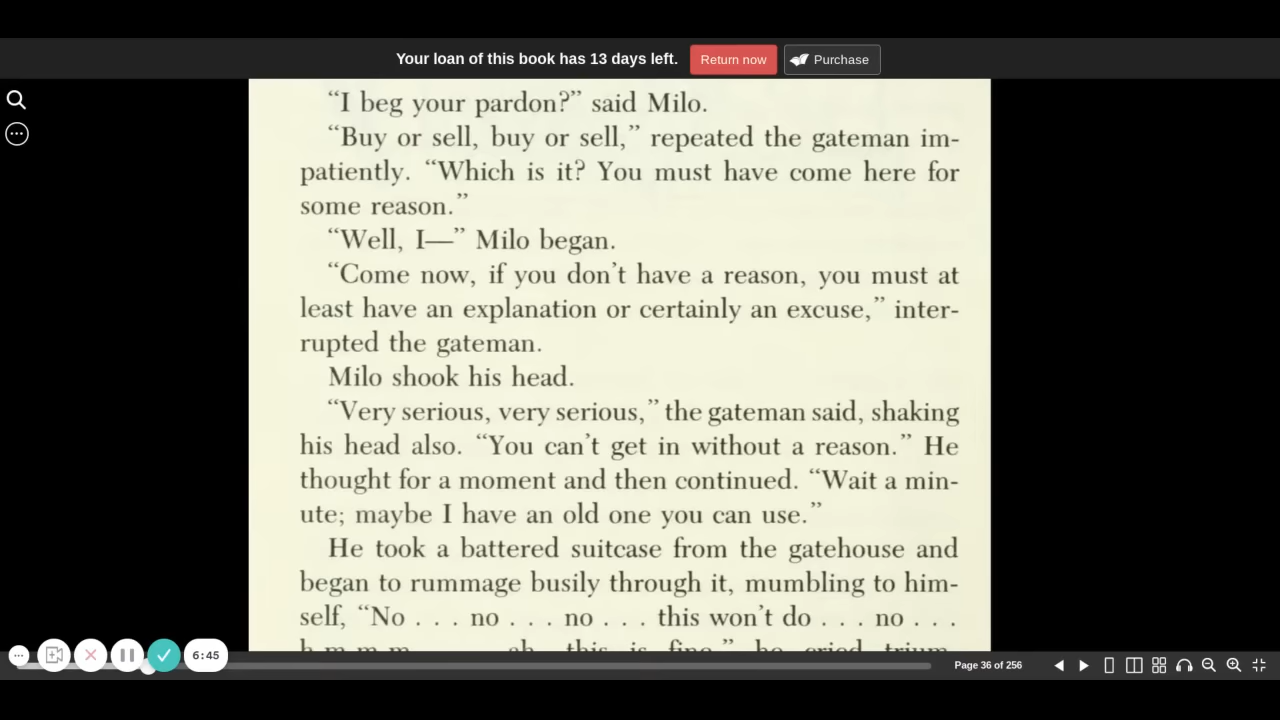 Your loan of this book has 13 days left. Return now Purchase
“I beg your pardon?” said Milo.
“Buy or sell, buy or sell,” repeated the gateman im-
patiently. “Which is it? You must have come here for
some reason.”
“Well, I—” Milo began.
“Come now, if you don’t have a reason, you must at
least have an explanation or certainly an excuse,” inter-
rupted the gateman.
Milo shook his head.
“Very serious, very serious,” the gateman said, shaking
his head also. “You can’t get in without a reason.” He
thought for a moment and then continued. “Wait a min-
ute; maybe I have an old one you can use.”
He took a battered suitcase from the gatehouse and
began to rummage busily through it, mumbling to him-
self, “No . . . no . . . no . . . this won’t do . . . no . . .
h-m-m-m . . . ah, this is fine,” he cried trium-
6:45
Page 36 of 256